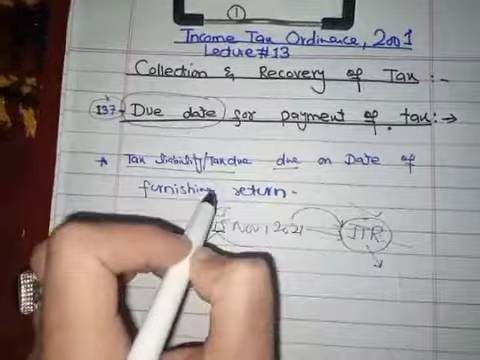 ①
Income Tax Ordinance, 2001
Lecture # 13
Collection & Recovery of Tax :-
137- Due date for payment of tax:→
* Tax liability/Tax due due on Date of
furnishing return.
15 Nov, 2021 → ITR